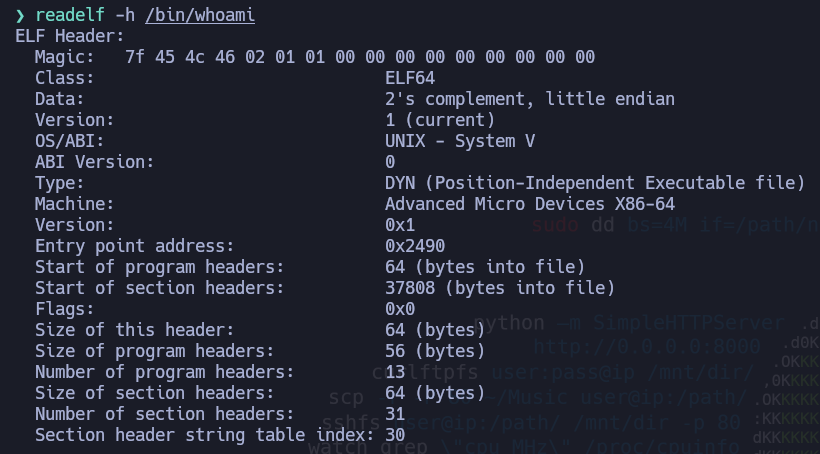 ❯ readelf -h /bin/whoami
ELF Header:
  Magic:   7f 45 4c 46 02 01 01 00 00 00 00 00 00 00 00 00
  Class:                             ELF64
  Data:                              2's complement, little endian
  Version:                           1 (current)
  OS/ABI:                            UNIX - System V
  ABI Version:                       0
  Type:                              DYN (Position-Independent Executable file)
  Machine:                           Advanced Micro Devices X86-64
  Version:                           0x1
sudo dd bs=4M if=/path/n
  Entry point address:               0x2490
  Start of program headers:          64 (bytes into file)
  Start of section headers:          37808 (bytes into file)
  Flags:                             0x0
python -m SimpleHTTPServer .d
  Size of this header:               64 (bytes)
http://0.0.0.0:8000 .d0K
  Size of program headers:           56 (bytes)
user:pass@ip /mnt/dir/ .OKKKK
  Number of program headers:         13
,0KKKKK
  Size of section headers:           64 (bytes)
scp ~/Music user@ip:/path/ .OKKKKK
  Number of section headers:         31
sshfs user@ip:/path/ /mnt/dir -p 80 :KKKKKK
  Section header string table index: 30
dKKKKKK
watch grep \"cpu MHz\" /proc/cpuinfo